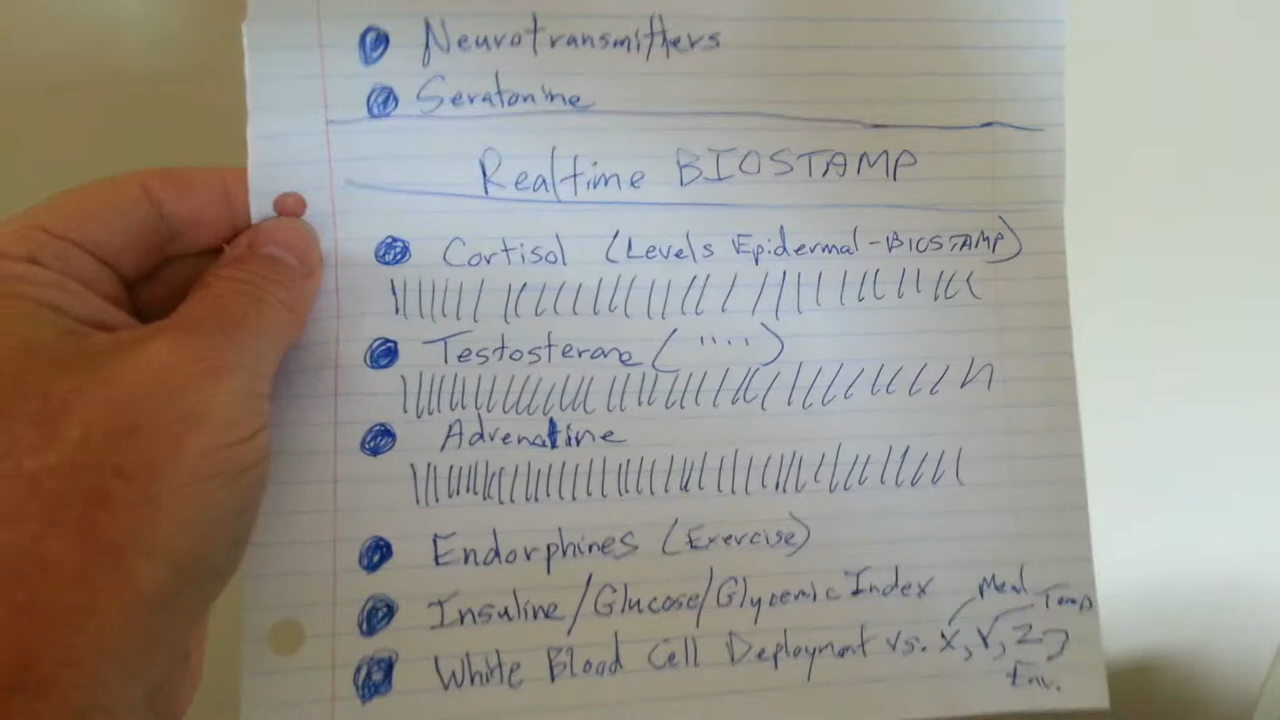 Neurotransmitters
Seratonine
Realtime BIOSTAMP
Cortisol (Levels Epidermal-BIOSTAMP)
Testosterone ( '''' )
Adrenaline
Endorphines (Exercise)
Insuline/Glucose/Glycemic Index
Meal
Temp
White Blood Cell Deployment vs. X, Y, Z
Env.